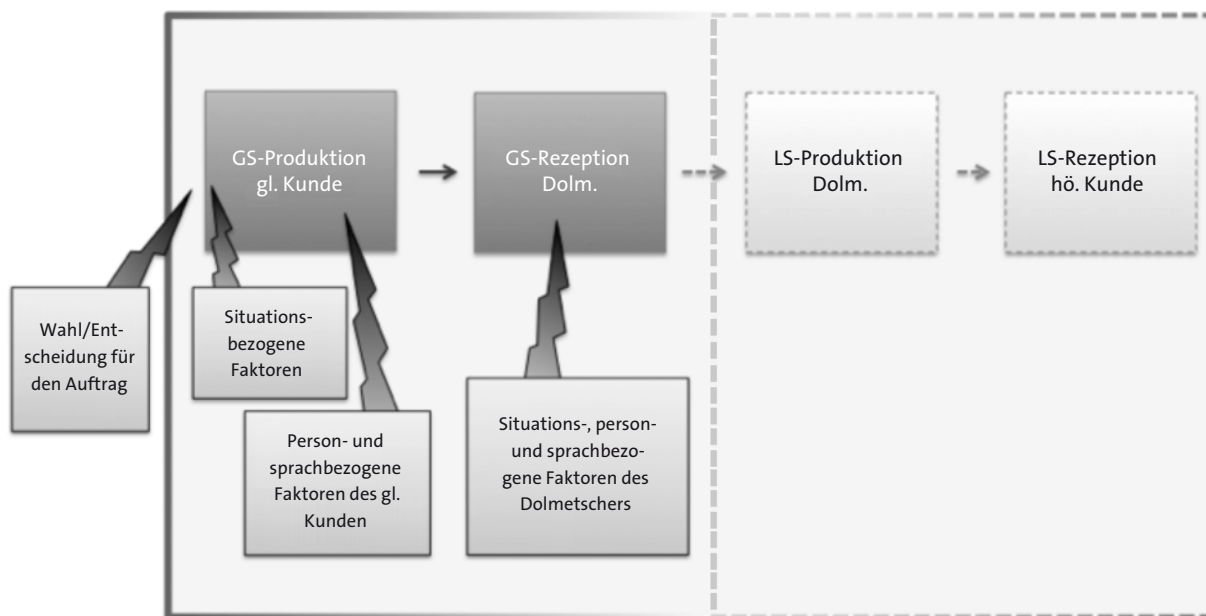 GS-Produktion
gl. Kunde
GS-Rezeption
Dolm.
LS-Produktion
Dolm.
LS-Rezeption
hö. Kunde
Wahl/Ent-
scheidung für
den Auftrag
Situations-
bezogene
Faktoren
Person- und
sprachbezogene
Faktoren des gl.
Kunden
Situations-, person-
und sprachbezo-
gene Faktoren des
Dolmetschers